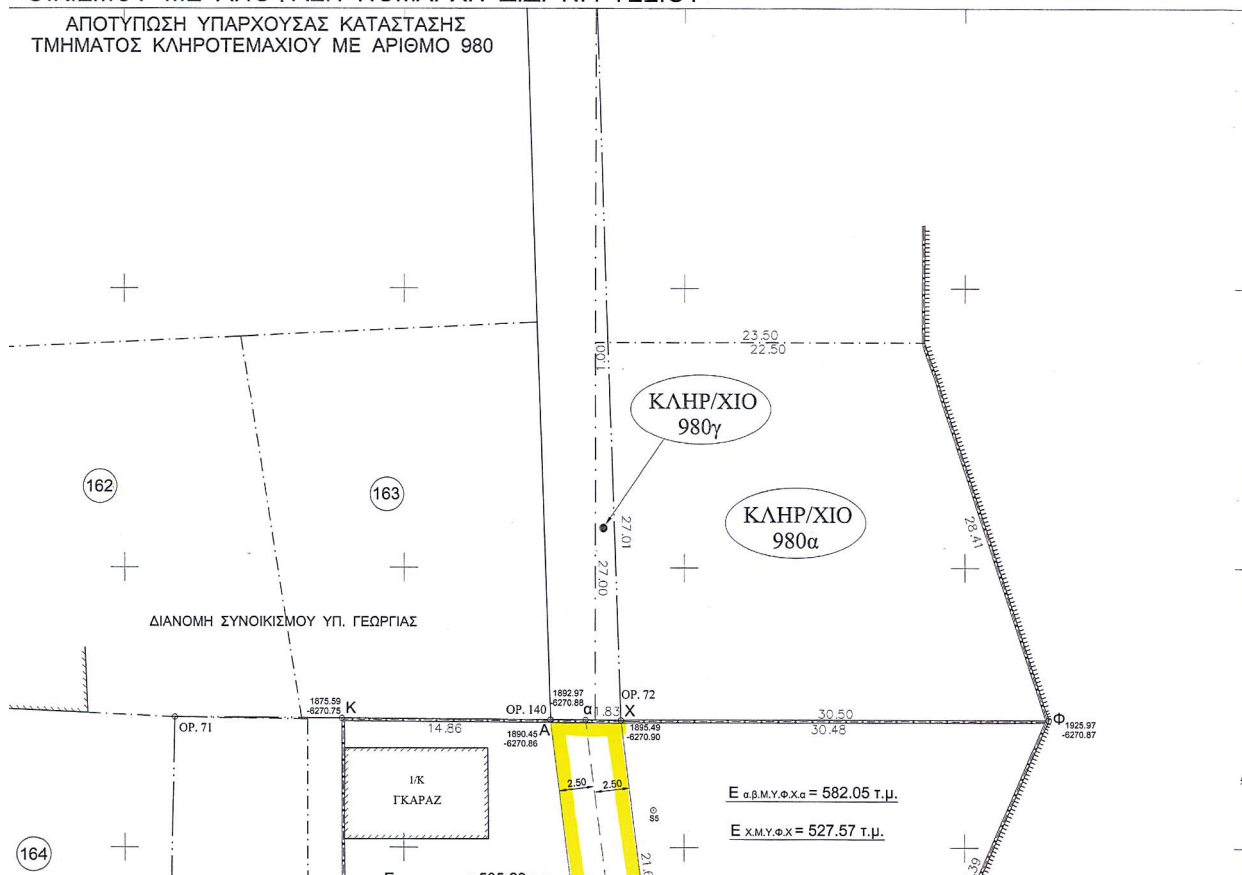 ΑΠΟΤΥΠΩΣΗ ΥΠΑΡΧΟΥΣΑΣ ΚΑΤΑΣΤΑΣΗΣ
ΤΜΗΜΑΤΟΣ ΚΛΗΡΟΤΕΜΑΧΙΟΥ ΜΕ ΑΡΙΘΜΟ 980
23.50
22.50
1.00
ΚΛΗΡ/ΧΙΟ
980γ
162
163
ΚΛΗΡ/ΧΙΟ
980α
27.01
27.00
28.41
ΔΙΑΝΟΜΗ ΣΥΝΟΙΚΙΣΜΟΥ ΥΠ. ΓΕΩΡΓΙΑΣ
1875.59
-6270.75
Κ
ΟΡ. 71
14.86
ΟΡ. 140
1892.97
-6270.88
Α
1890.45
-6270.86
α
1.83
Χ
ΟΡ. 72
1895.49
-6270.90
30.50
30.48
Φ
1925.97
-6270.87
Ι/Κ
ΓΚΑΡΑΖ
2.50
2.50
S5
Ε α.β.Μ.Υ.Φ.Χ.α = 582.05 τ.μ.
Ε Χ.Μ.Υ.Φ.Χ = 527.57 τ.μ.
164
39